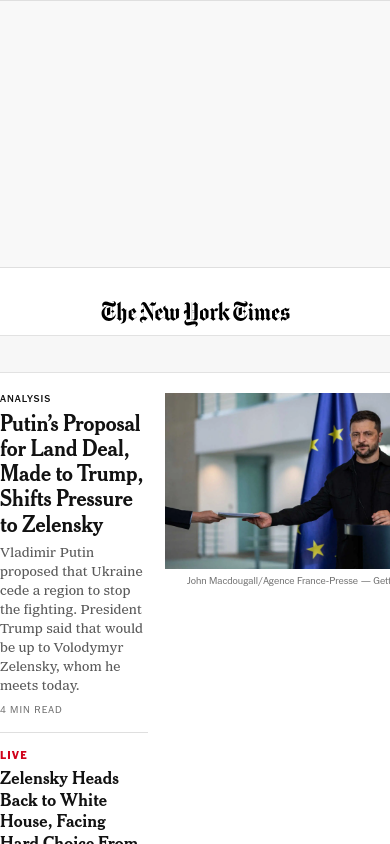 The New York Times
ANALYSIS
Putin’s Proposal
for Land Deal,
Made to Trump,
Shifts Pressure
to Zelensky
Vladimir Putin
proposed that Ukraine
cede a region to stop
the fighting. President
Trump said that would
be up to Volodymyr
Zelensky, whom he
meets today.
4 MIN READ
John Macdougall/Agence France-Presse — Gett
LIVE
Zelensky Heads
Back to White
House, Facing
Hard Choice From